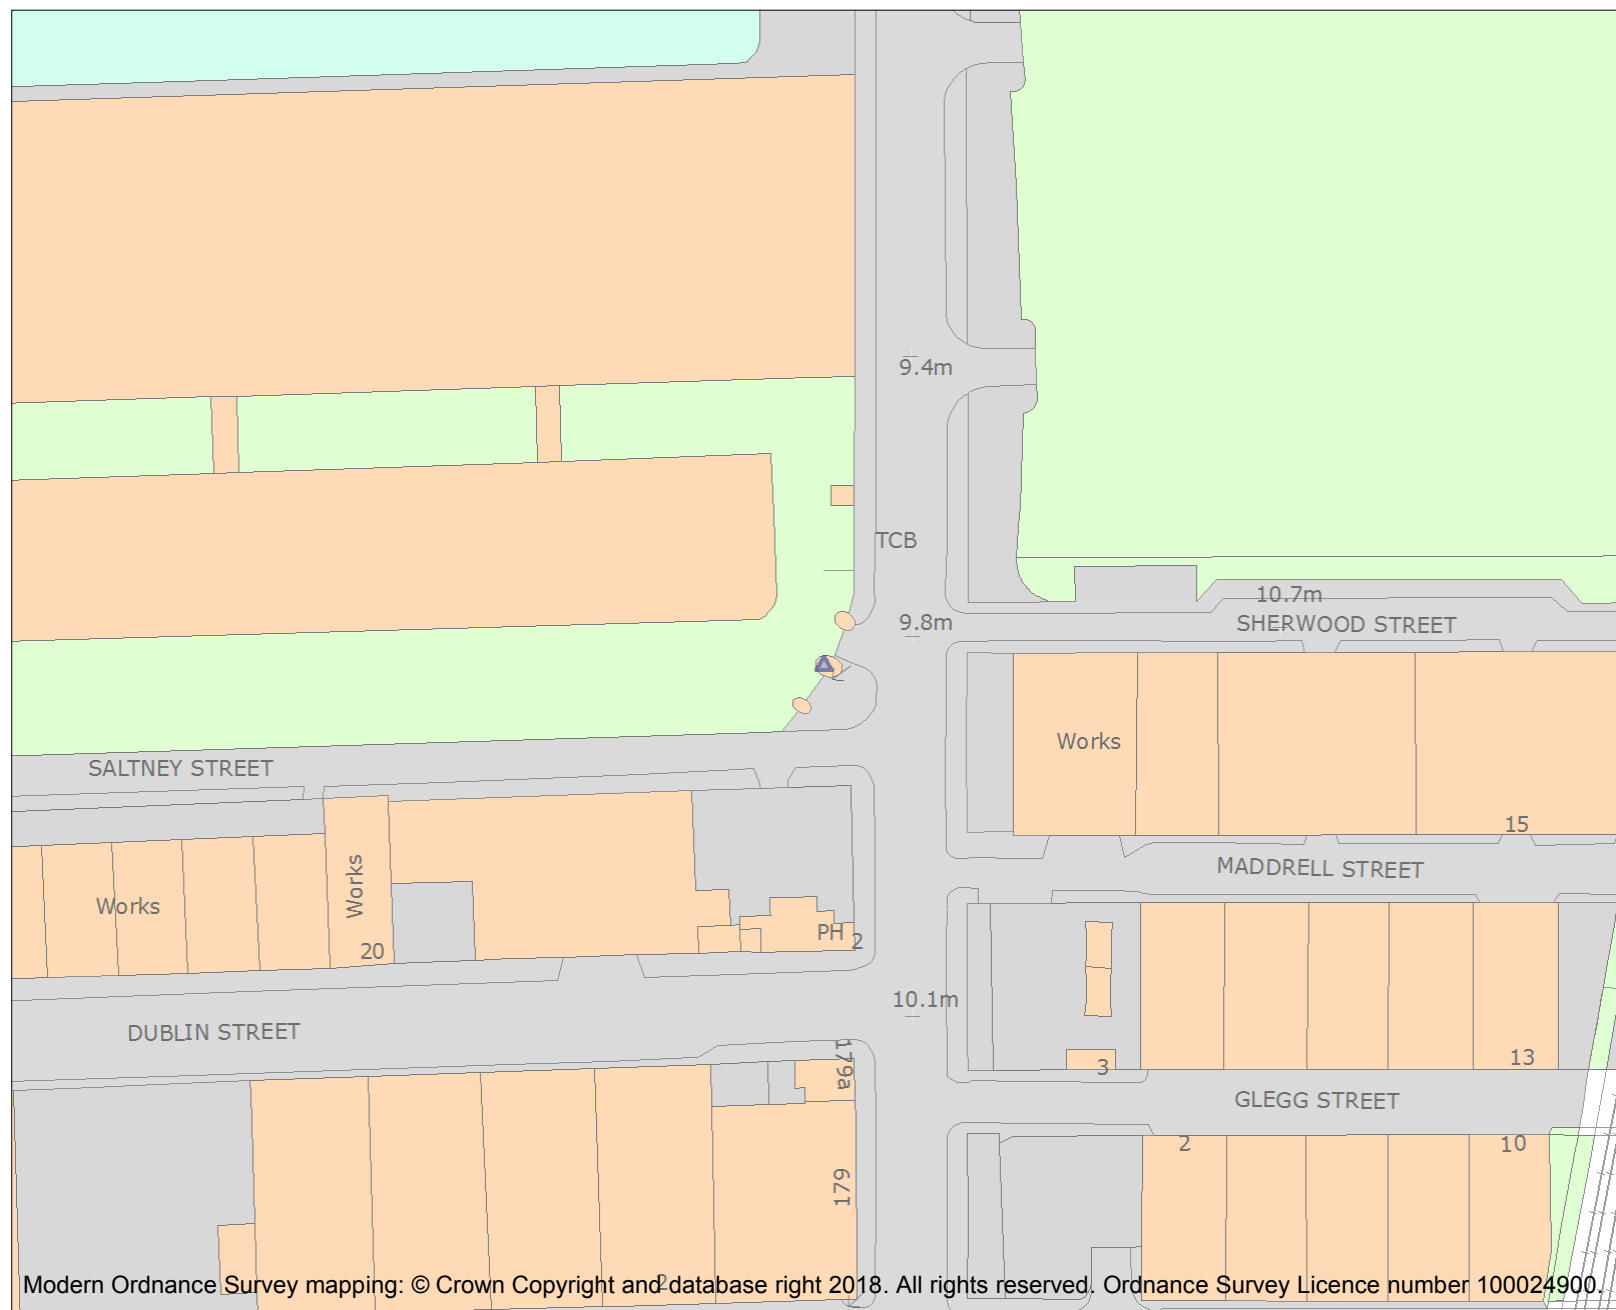 9.4m
TCB
10.7m
9.8m
SHERWOOD STREET
Works
SALTNEY STREET
15
Works
MADDRELL STREET
Works
PH
2
20
10.1m
DUBLIN STREET
179a
13
3
GLEGG STREET
2
10
179
2
Modern Ordnance Survey mapping: © Crown Copyright and database right 2018. All rights reserved. Ordnance Survey Licence number 100024900.